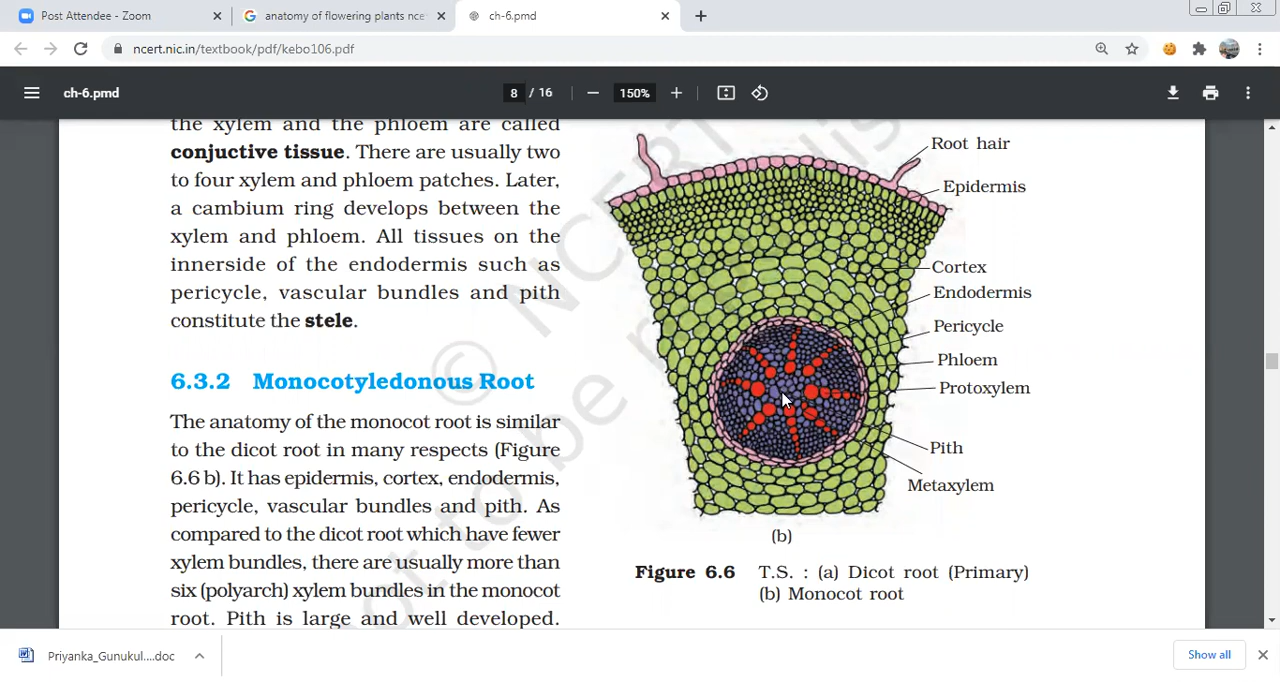 Post Attendee - Zoom
anatomy of flowering plants nce
ch-6.pmd
ncert.nic.in/textbook/pdf/kebo106.pdf
ch-6.pmd
8 / 16
150%
the xylem and the phloem are called
conjuctive tissue. There are usually two
to four xylem and phloem patches. Later,
a cambium ring develops between the
xylem and phloem. All tissues on the
innerside of the endodermis such as
pericycle, vascular bundles and pith
constitute the stele.
6.3.2 Monocotyledonous Root
The anatomy of the monocot root is similar
to the dicot root in many respects (Figure
6.6 b). It has epidermis, cortex, endodermis,
pericycle, vascular bundles and pith. As
compared to the dicot root which have fewer
xylem bundles, there are usually more than
six (polyarch) xylem bundles in the monocot
root. Pith is large and well developed.
Root hair
Epidermis
Cortex
Endodermis
Pericycle
Phloem
Protoxylem
Pith
Metaxylem
(b)
Figure 6.6 T.S. : (a) Dicot root (Primary)
(b) Monocot root
© NCERT
not to be
Priyanka_Gunukul....doc
Show all